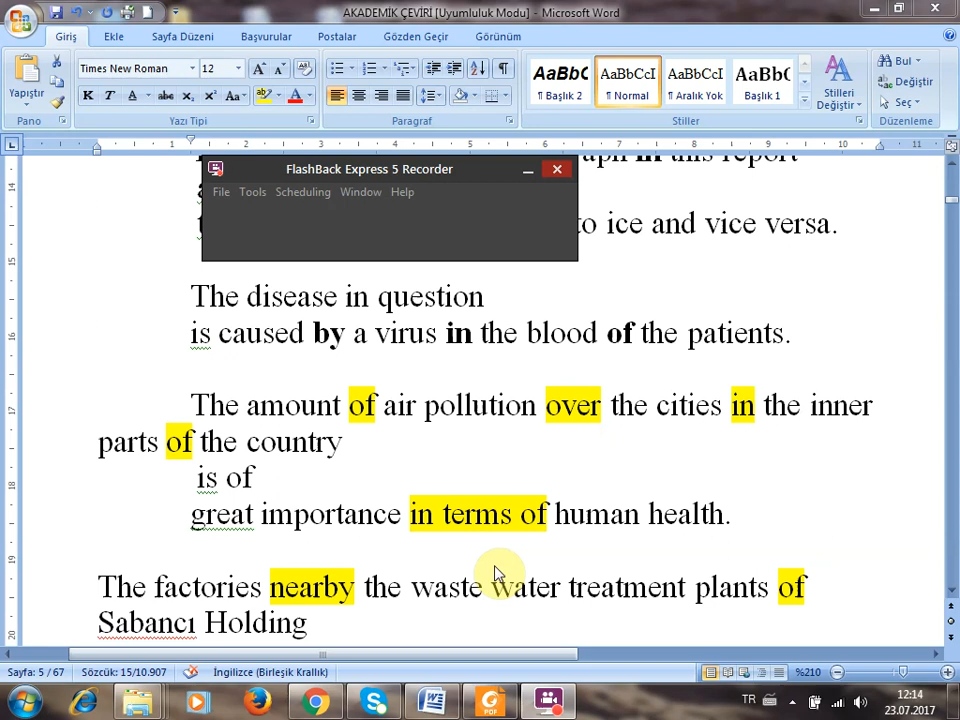 AKADEMİK ÇEVİRİ [Uyumluluk Modu] - Microsoft Word
Giriş Ekle Sayfa Düzeni Başvurular Postalar Gözden Geçir Görünüm
Times New Roman 12 AaBbC AaBbCcI AaBbCcI AaBbC Bul
Yapıştır ¶ Başlık 2 ¶ Normal ¶ Aralık Yok Başlık 1 Stilleri Değiştir Değiştir
Seç
Pano Yazı Tipi Paragraf Stiller Düzenleme
in this report
FlashBack Express 5 Recorder
File Tools Scheduling Window Help
to ice and vice versa.
The disease in question
is caused by a virus in the blood of the patients.
The amount of air pollution over the cities in the inner
parts of the country
is of
great importance in terms of human health.
The factories nearby the waste water treatment plants of
Sabancı Holding
Sayfa: 5 / 67 Sözcük: 15/10.907 İngilizce (Birleşik Krallık) %210
TR 12:14
23.07.2017